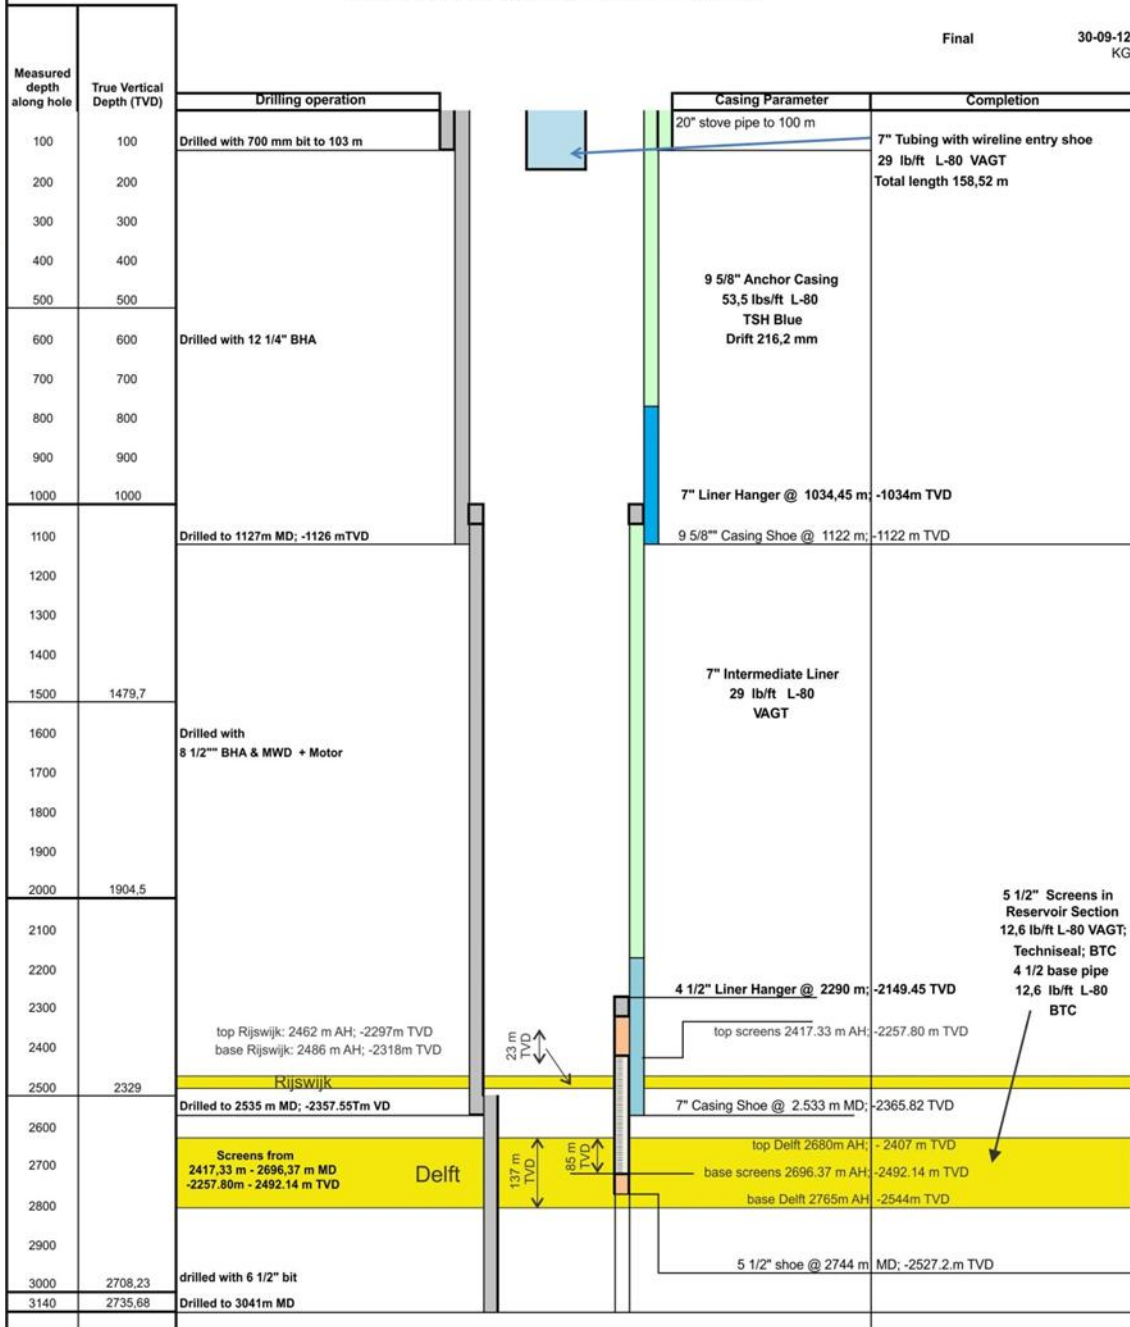 Final
30-09-12
KG
Measured
depth
along hole
True Vertical
Depth (TVD)
Drilling operation
Casing Parameter
Completion
20" stove pipe to 100 m
100
100
Drilled with 700 mm bit to 103 m
7" Tubing with wireline entry shoe
29 lb/ft L-80 VAGT
Total length 158,52 m
200
200
300
300
400
400
9 5/8" Anchor Casing
53,5 lbs/ft L-80
TSH Blue
Drift 216,2 mm
500
500
600
600
Drilled with 12 1/4" BHA
700
700
800
800
900
900
1000
1000
7" Liner Hanger @ 1034,45 m; -1034m TVD
1100
Drilled to 1127m MD; -1126 mTVD
9 5/8"" Casing Shoe @ 1122 m; -1122 m TVD
1200
1300
1400
1500
1479,7
7" Intermediate Liner
29 lb/ft L-80
VAGT
1600
Drilled with
8 1/2"" BHA & MWD + Motor
1700
1800
1900
2000
1904,5
5 1/2" Screens in
Reservoir Section
12,6 lb/ft L-80 VAGT;
Techniseal; BTC
4 1/2 base pipe
12,6 lb/ft L-80
BTC
2100
2200
2300
4 1/2" Liner Hanger @ 2290 m; -2149.45 TVD
top Rijswijk: 2462 m AH; -2297m TVD
base Rijswijk: 2486 m AH; -2318m TVD
23 m
TVD
top screens 2417.33 m AH; -2257.80 m TVD
2400
2500
2329
Rijswijk
Drilled to 2535 m MD; -2357.55Tm VD
7" Casing Shoe @ 2.533 m MD; -2365.82 TVD
2600
Screens from
2417,33 m - 2696,37 m MD
-2257.80m - 2492.14 m TVD
Delft
137 m
TVD
85 m
TVD
top Delft 2680m AH; - 2407 m TVD
2700
base screens 2696.37 m AH; -2492.14 m TVD
base Delft 2765m AH -2544m TVD
2800
2900
5 1/2" shoe @ 2744 m MD; -2527.2.m TVD
3000
2708,23
drilled with 6 1/2" bit
3140
2735,68
Drilled to 3041m MD